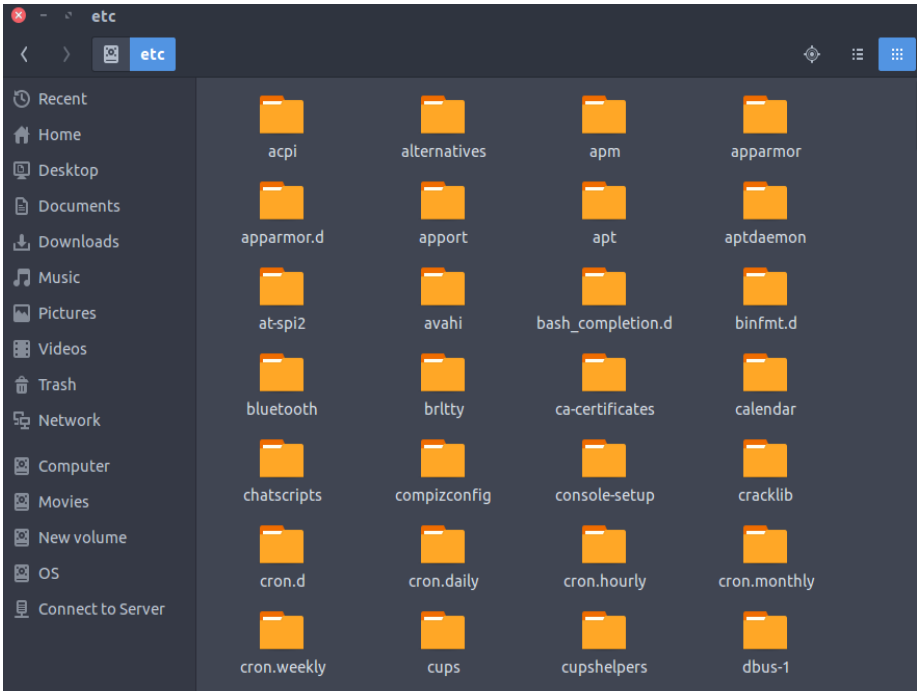 etc
etc
Recent
Home
Desktop
Documents
Downloads
Music
Pictures
Videos
Trash
Network
Computer
Movies
New volume
OS
Connect to Server
acpi alternatives apm apparmor
apparmor.d apport apt aptdaemon
at-spi2 avahi bash_completion.d binfmt.d
bluetooth brltty ca-certificates calendar
chatscripts compizconfig console-setup cracklib
cron.d cron.daily cron.hourly cron.monthly
cron.weekly cups cupshelpers dbus-1